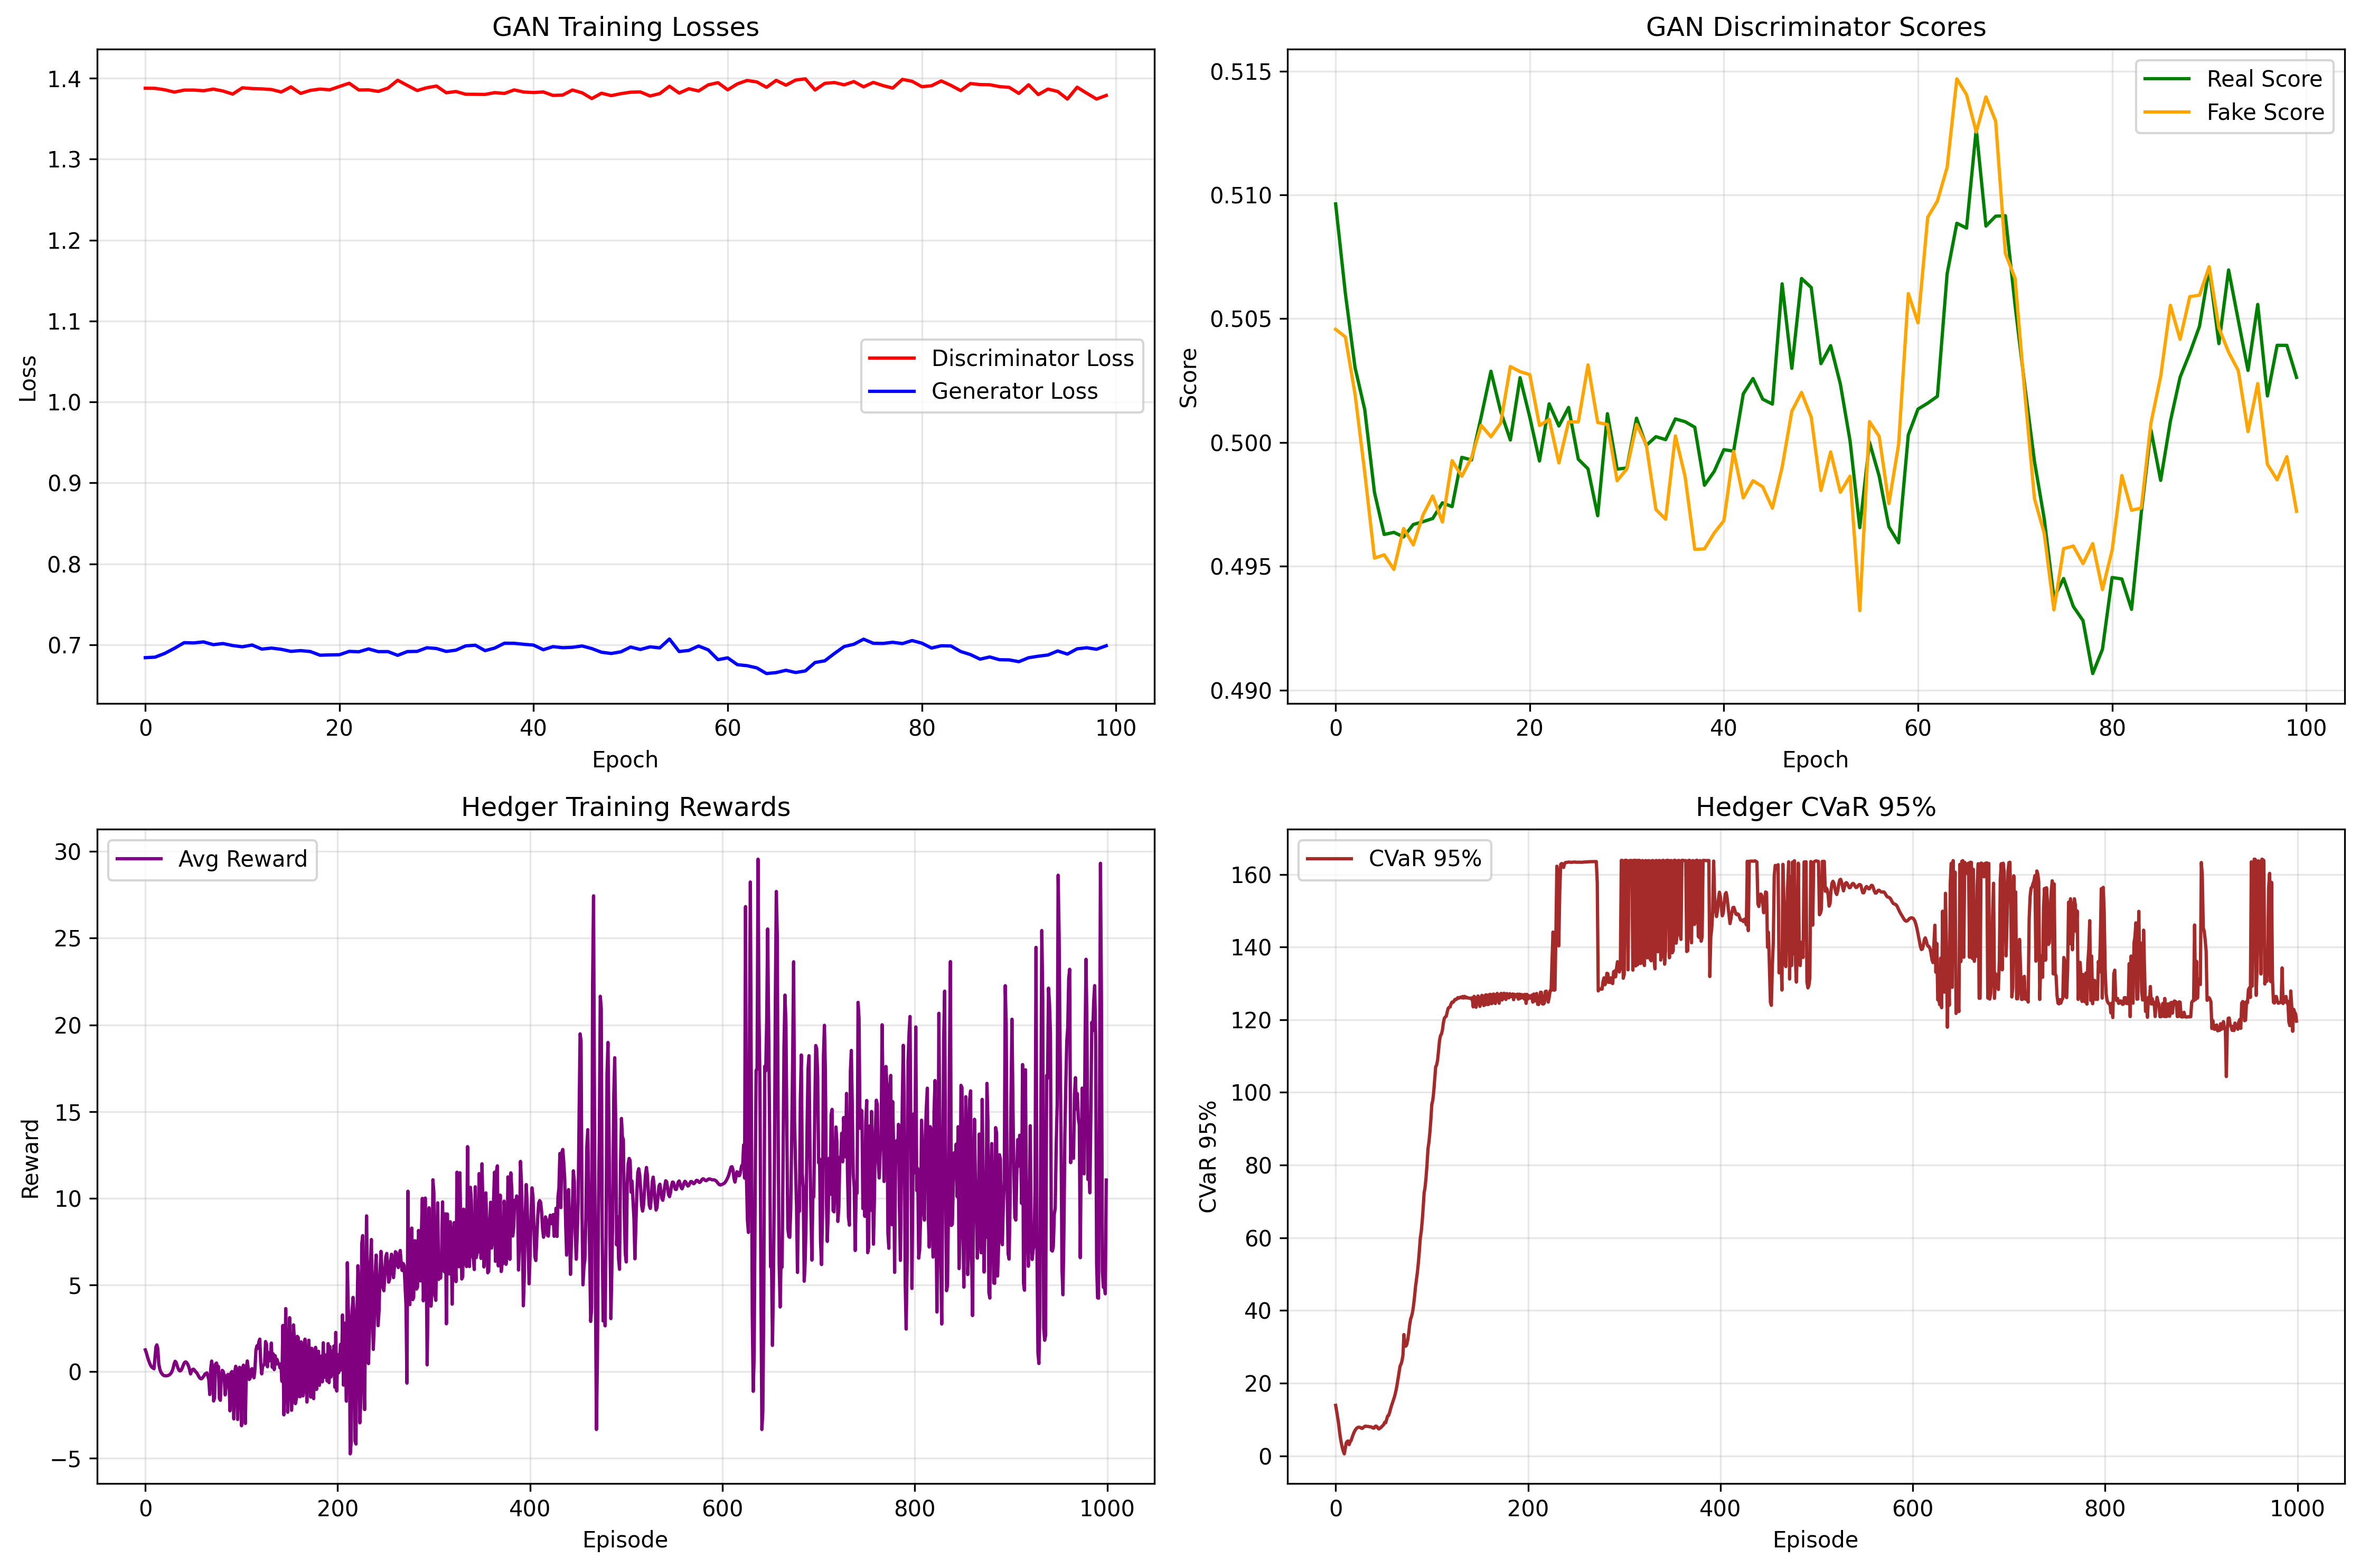 GAN Training Losses
1.4
1.3
1.2
1.1
1.0
0.9
0.8
0.7
Loss
Discriminator Loss
Generator Loss
0 20 40 60 80 100
Epoch
GAN Discriminator Scores
0.515
0.510
0.505
0.500
0.495
0.490
Score
Real Score
Fake Score
0 20 40 60 80 100
Epoch
Hedger Training Rewards
30
25
20
15
10
5
0
−5
Reward
Avg Reward
0 200 400 600 800 1000
Episode
Hedger CVaR 95%
160
140
120
100
80
60
40
20
0
CVaR 95%
CVaR 95%
0 200 400 600 800 1000
Episode